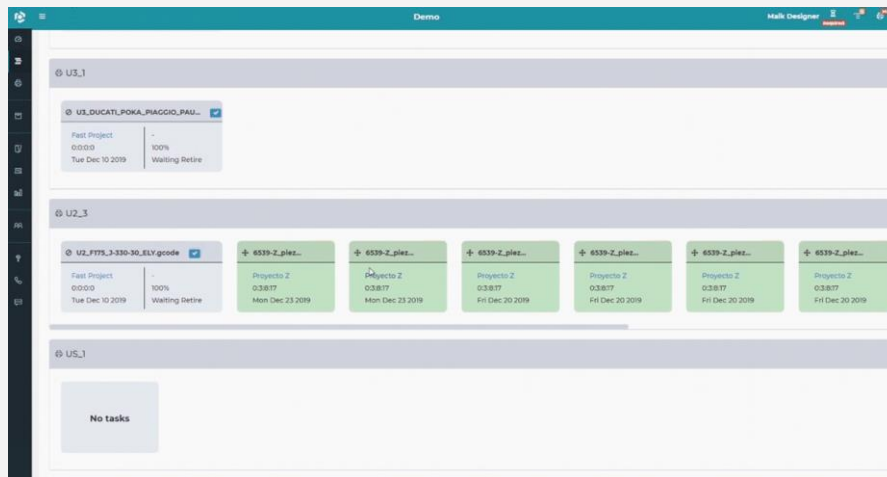 Demo
Maik Designer
U3_1
U3_DUCATI_POKA_PIAGGIO_PAU...
Fast Project
-
0:0:0:0
100%
Tue Dec 10 2019
Waiting Retire
U2_3
U2_F175_J-330-30_ELY.gcode
Fast Project
-
0:0:0:0
100%
Tue Dec 10 2019
Waiting Retire
6539-Z_piez...
Proyecto Z
0:3:8:17
Mon Dec 23 2019
6539-Z_piez...
Proyecto Z
0:3:8:17
Mon Dec 23 2019
6539-Z_piez...
Proyecto Z
0:3:8:17
Fri Dec 20 2019
6539-Z_piez...
Proyecto Z
0:3:8:17
Fri Dec 20 2019
6539-Z_piez...
Proyecto Z
0:3:8:17
Fri Dec 20 2019
6539-Z_piez...
Proyecto Z
0:3:8:17
Fri Dec 20 2019
US_1
No tasks